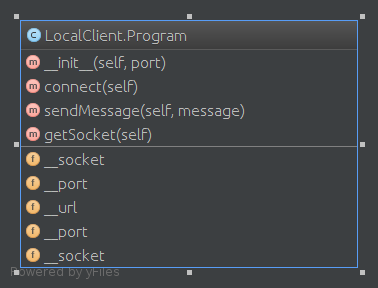 C LocalClient.Program
m __init__(self, port)
m connect(self)
m sendMessage(self, message)
m getSocket(self)
f __socket
f __port
f __url
f __port
f __socket
Powered by yFiles